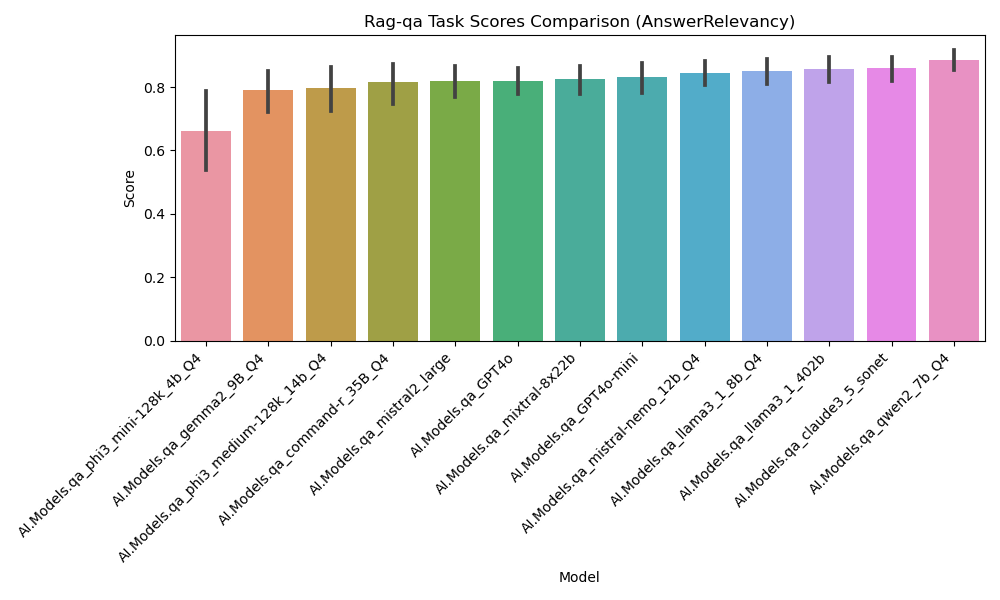 Rag-qa Task Scores Comparison (AnswerRelevancy)
Score
0.8
0.6
0.4
0.2
0.0
AI.Models.qa_phi3_mini-128k_4b_Q4
AI.Models.qa_gemma2_9B_Q4
AI.Models.qa_phi3_medium-128k_14b_Q4
AI.Models.qa_command-r_35B_Q4
AI.Models.qa_mistral2_large
AI.Models.qa_GPT4o
AI.Models.qa_mixtral-8x22b
AI.Models.qa_GPT4o-mini
AI.Models.qa_mistral-nemo_12b_Q4
AI.Models.qa_llama3_1_8b_Q4
AI.Models.qa_llama3_1_402b
AI.Models.qa_claude3_5_sonet
AI.Models.qa_qwen2_7b_Q4
Model